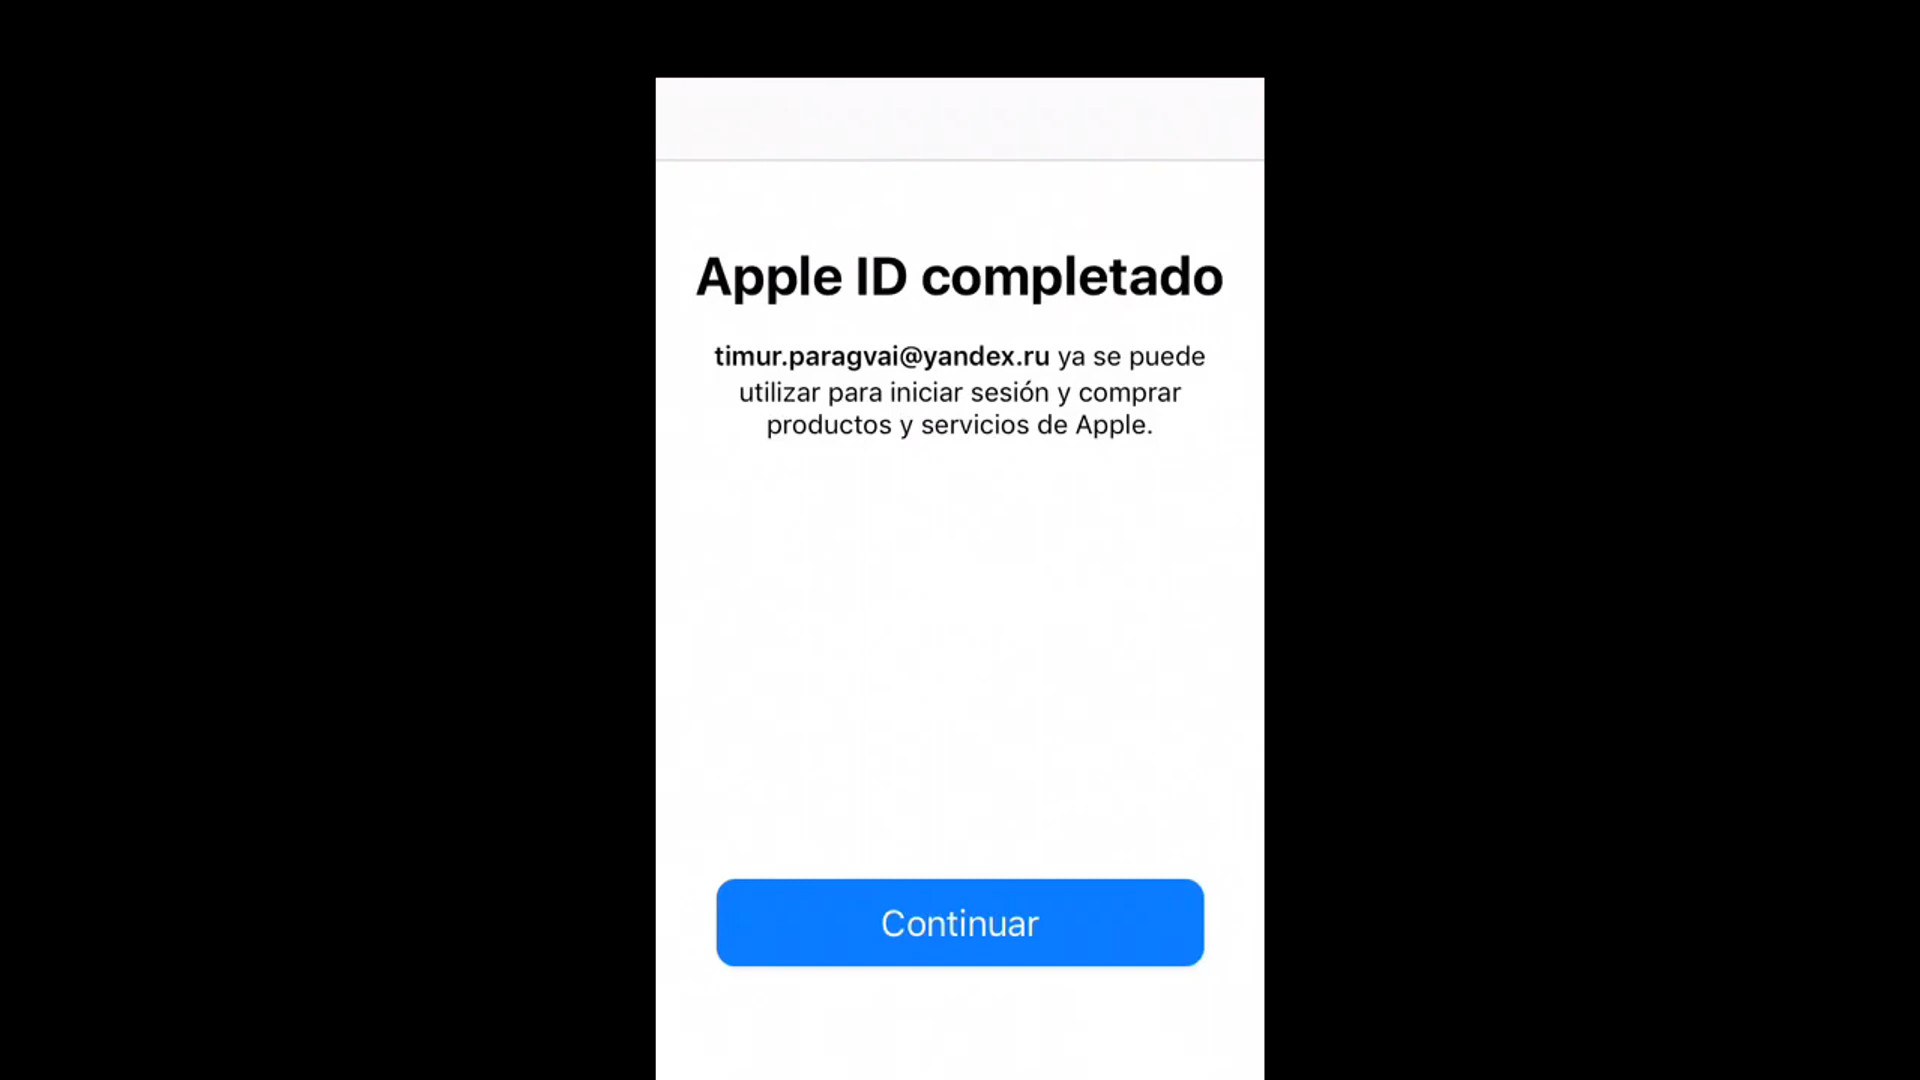 Apple ID completado
timur.paragvai@yandex.ru ya se puede
utilizar para iniciar sesión y comprar
productos y servicios de Apple.
Continuar